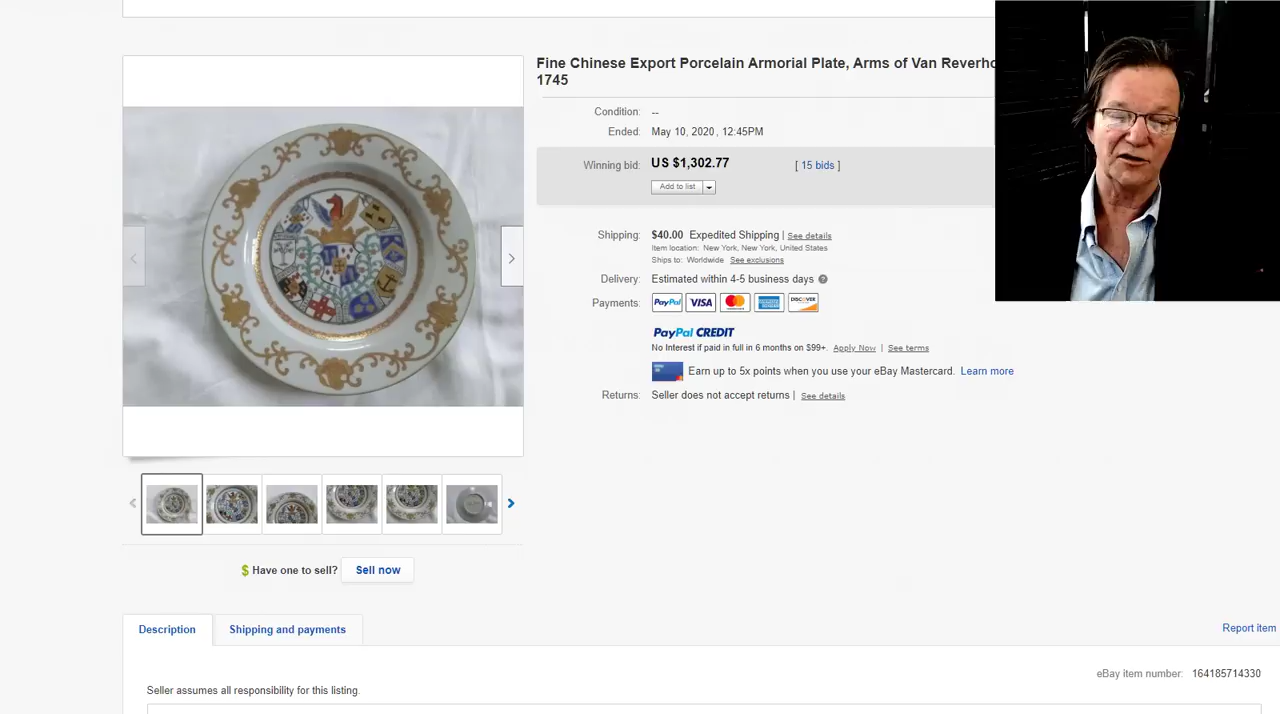 Fine Chinese Export Porcelain Armorial Plate, Arms of Van
1745
Condition: --
Ended: May 10, 2020, 12:45PM
Winning bid: US $1,302.77 [ 15 bids ]
Add to list
Shipping: $40.00 Expedited Shipping | See details
Item location: New York, New York, United States
Ships to: Worldwide See exclusions
Delivery: Estimated within 4-5 business days ?
Payments: PayPal VISA MasterCard AMERICAN EXPRESS DISCOVER
PayPal CREDIT
No Interest if paid in full in 6 months on $99+. Apply Now | See terms
Earn up to 5x points when you use your eBay Mastercard. Learn more
Returns: Seller does not accept returns | See details
$ Have one to sell? Sell now
Description Shipping and payments
Report item
eBay item number: 164185714330
Seller assumes all responsibility for this listing.